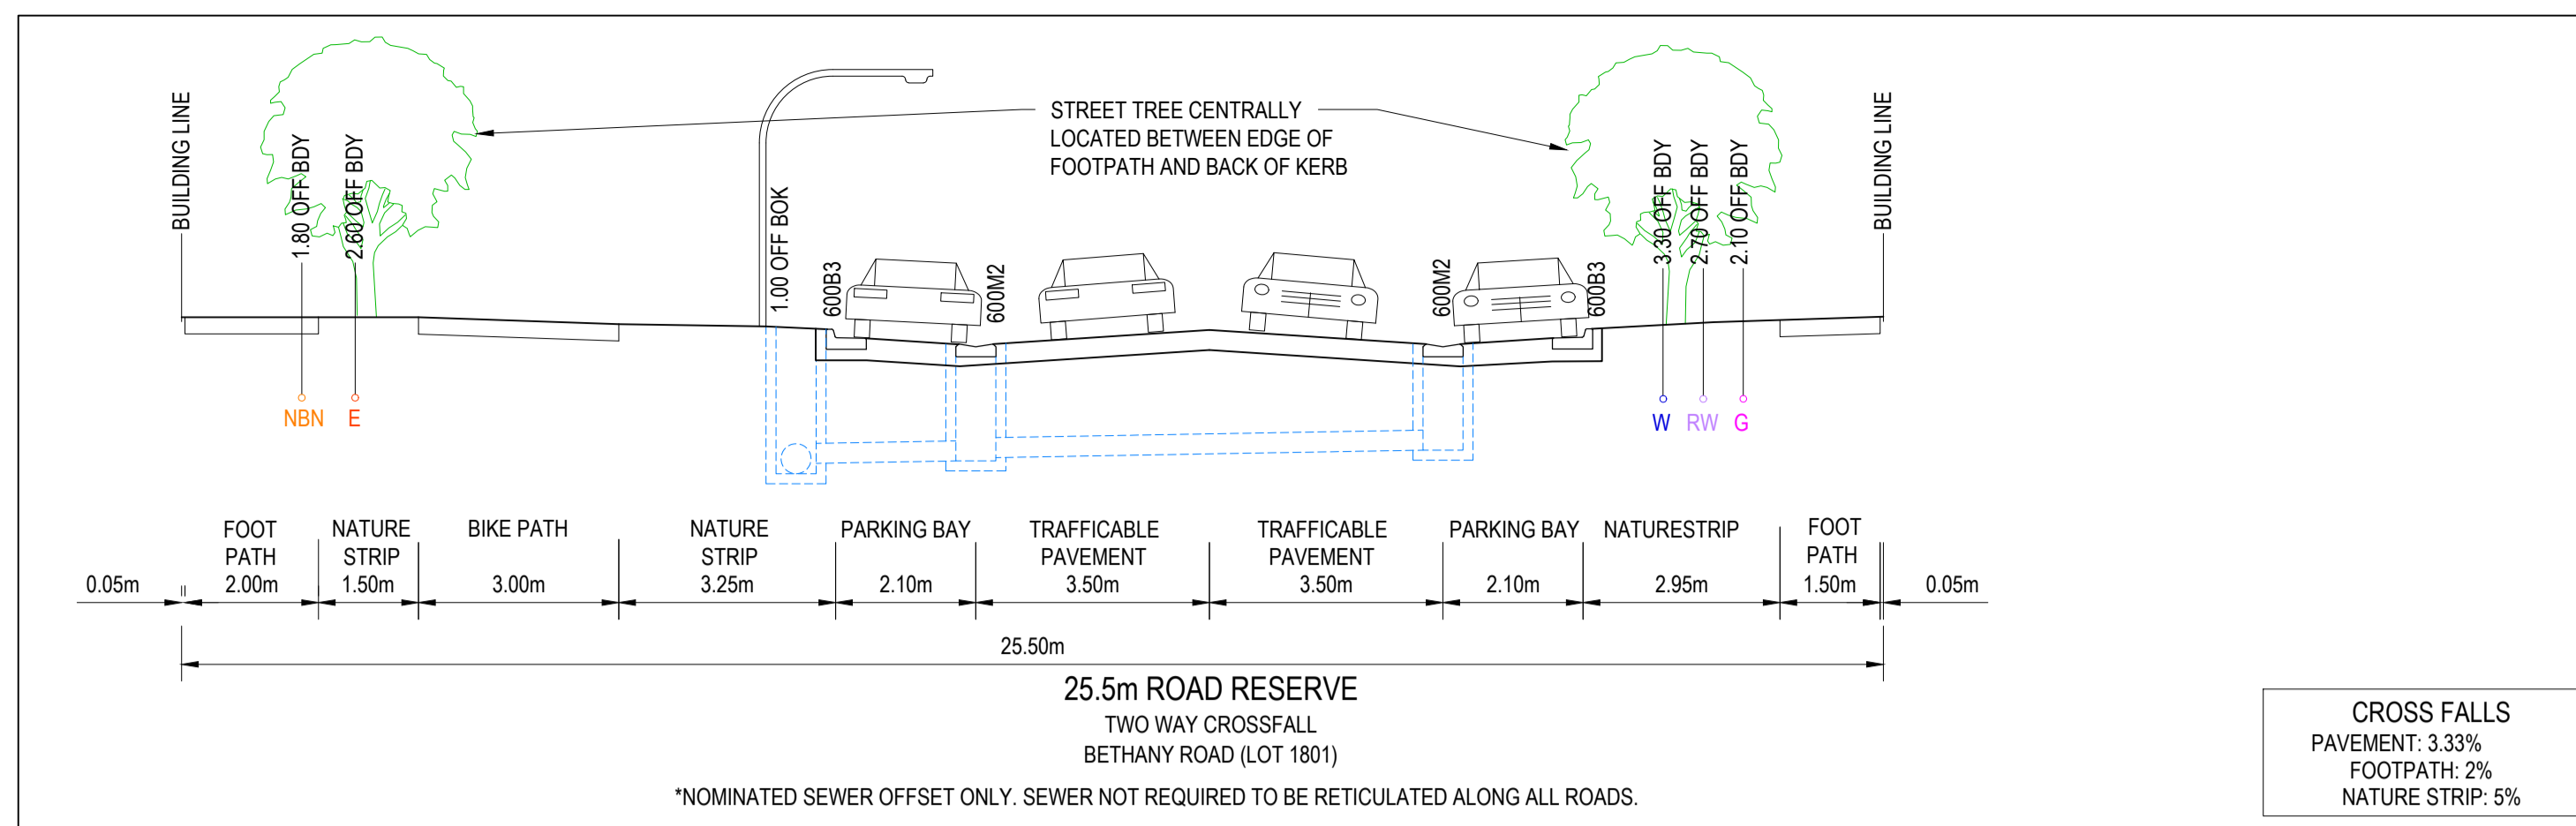 STREET TREE CENTRALLY
LOCATED BETWEEN EDGE OF
FOOTPATH AND BACK OF KERB
BUILDING LINE
1.80 OFF BDY
2.60 OFF BDY
1.00 OFF BOK
600B3
600M2
600M2
600B3
3.30 OFF BDY
2.70 OFF BDY
2.10 OFF BDY
BUILDING LINE
NBN
E
W
RW
G
FOOT
PATH
NATURE
STRIP
BIKE PATH
NATURE
STRIP
PARKING BAY
TRAFFICABLE
PAVEMENT
TRAFFICABLE
PAVEMENT
PARKING BAY
NATURESTRIP
FOOT
PATH
0.05m
2.00m
1.50m
3.00m
3.25m
2.10m
3.50m
3.50m
2.10m
2.95m
1.50m
0.05m
25.50m
25.5m ROAD RESERVE
TWO WAY CROSSFALL
BETHANY ROAD (LOT 1801)
*NOMINATED SEWER OFFSET ONLY. SEWER NOT REQUIRED TO BE RETICULATED ALONG ALL ROADS.
CROSS FALLS
PAVEMENT: 3.33%
FOOTPATH: 2%
NATURE STRIP: 5%